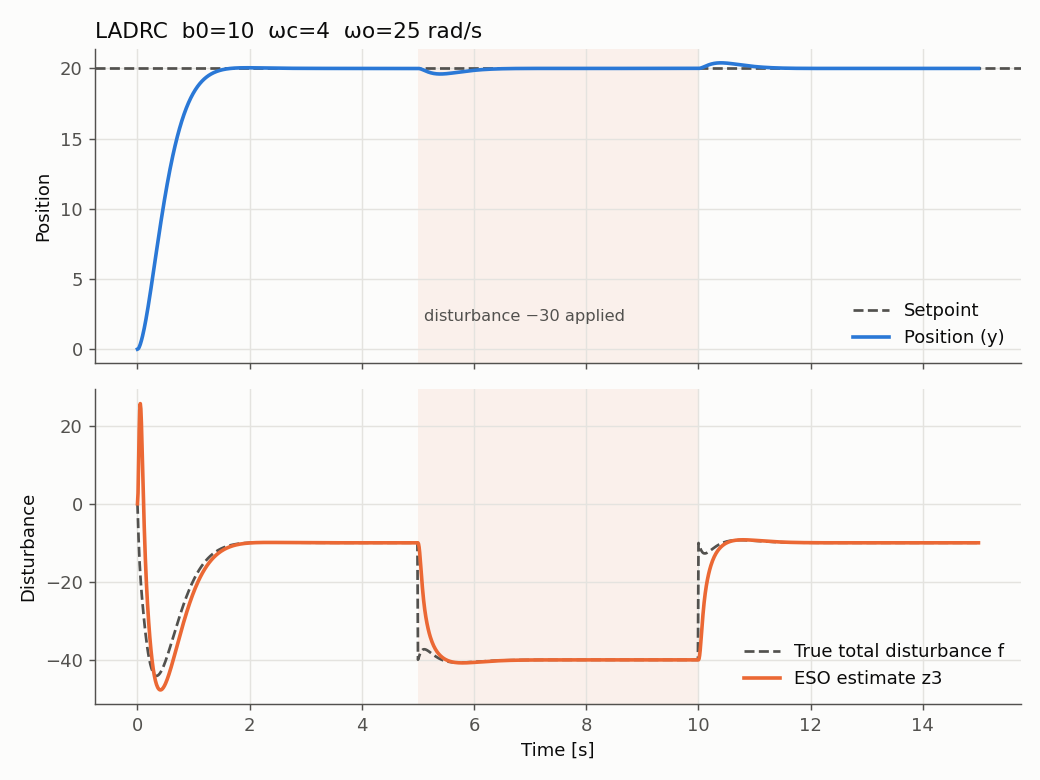 LADRC  b0=10  ωc=4  ωo=25 rad/s
20
15
10
5
0
Position
disturbance −30 applied
Setpoint
Position (y)
20
0
−20
−40
Disturbance
True total disturbance f
ESO estimate z3
0 2 4 6 8 10 12 14
Time [s]